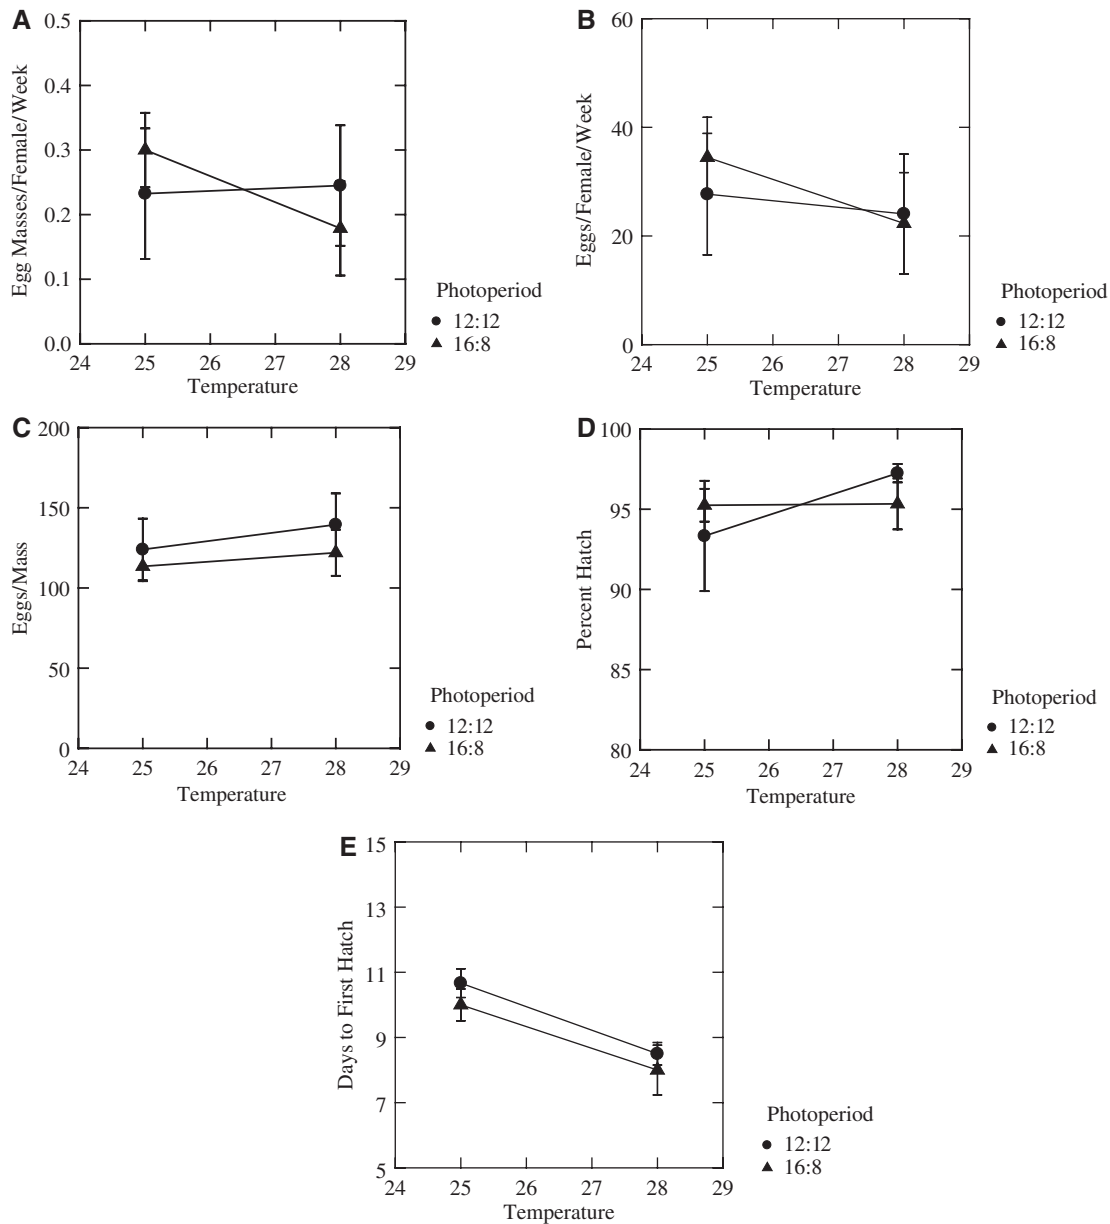 A
Egg Masses/Female/Week
0.5
0.4
0.3
0.2
0.1
0.0
24 25 26 27 28 29
Temperature
Photoperiod
12:12
16:8
B
Eggs/Female/Week
60
40
20
0
24 25 26 27 28 29
Temperature
Photoperiod
12:12
16:8
C
Eggs/Mass
200
150
100
50
0
24 25 26 27 28 29
Temperature
Photoperiod
12:12
16:8
D
Percent Hatch
100
95
90
85
80
24 25 26 27 28 29
Temperature
Photoperiod
12:12
16:8
E
Days to First Hatch
15
13
11
9
7
5
24 25 26 27 28 29
Temperature
Photoperiod
12:12
16:8